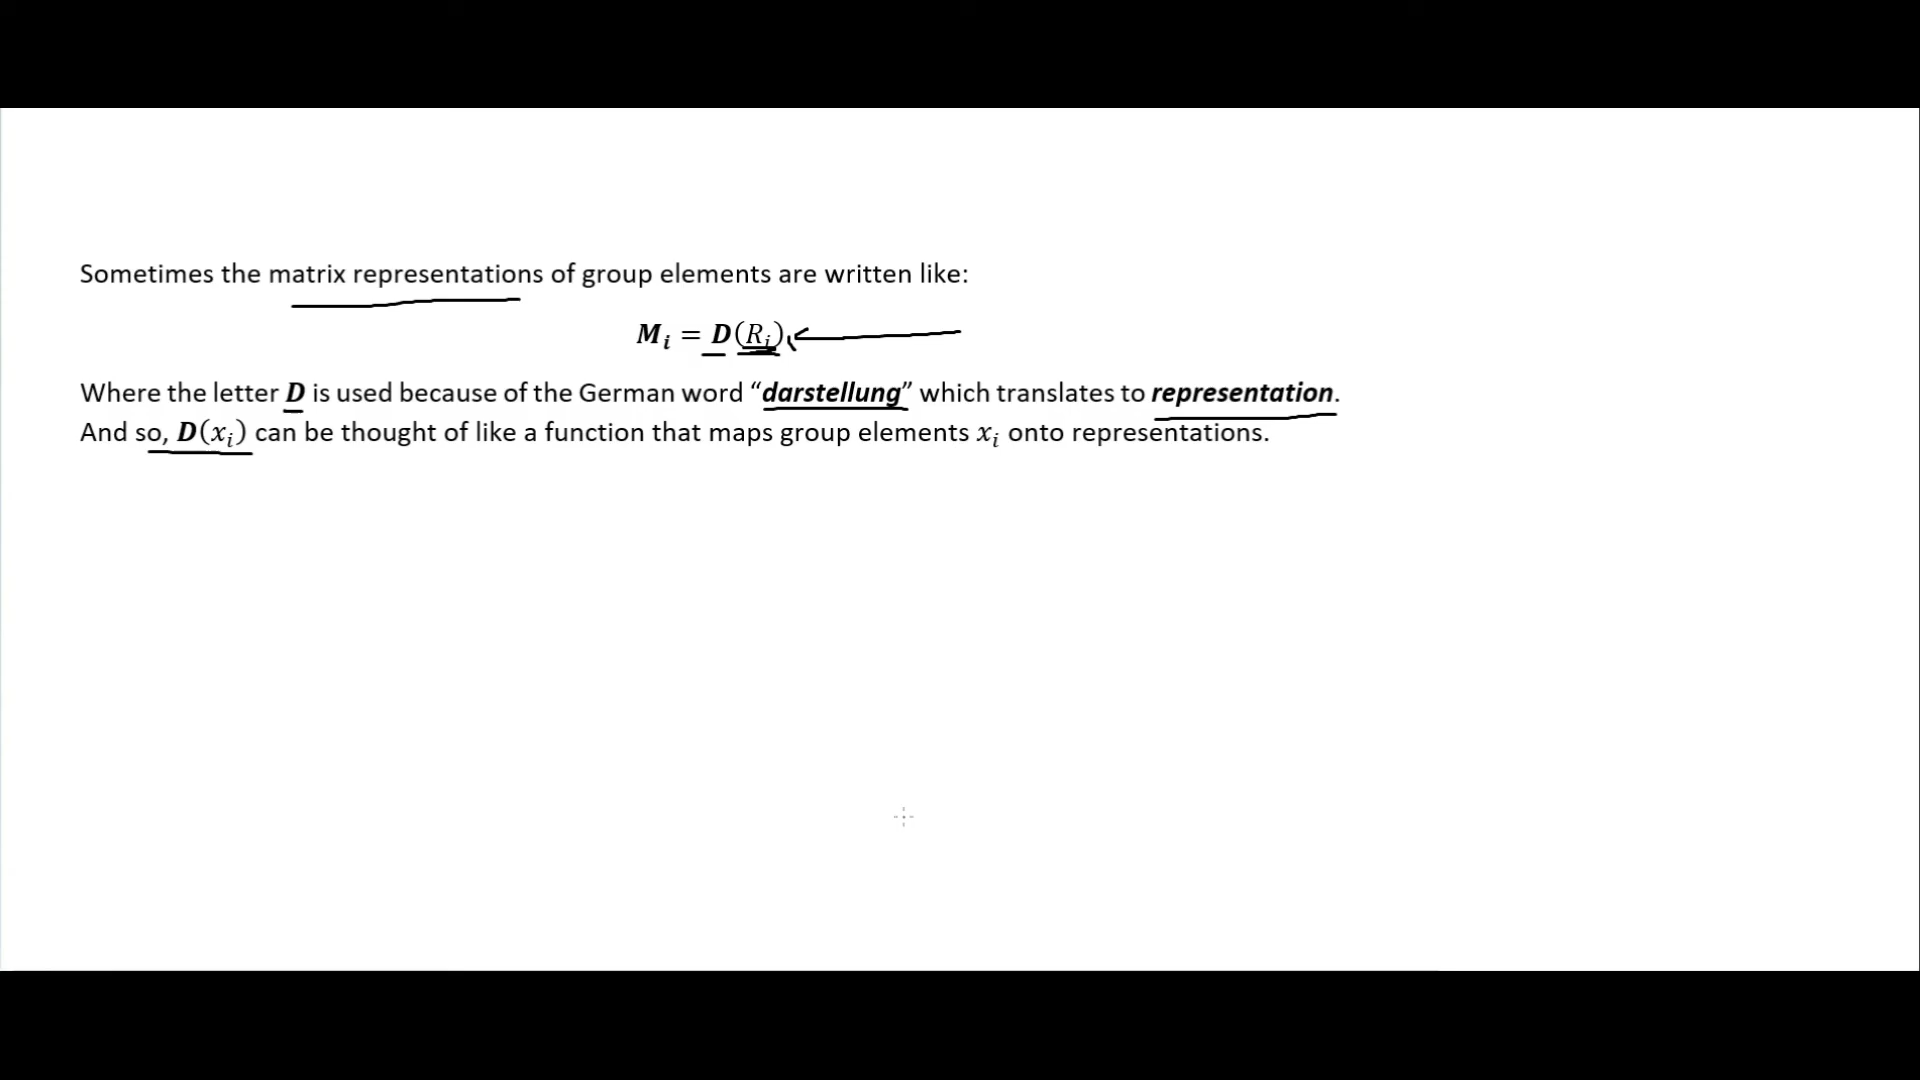 Sometimes the matrix representations of group elements are written like:
𝑴ᵢ = 𝑫(𝑅ᵢ)
Where the letter 𝑫 is used because of the German word “darstellung” which translates to representation.
And so, 𝑫(𝑥ᵢ) can be thought of like a function that maps group elements 𝑥ᵢ onto representations.